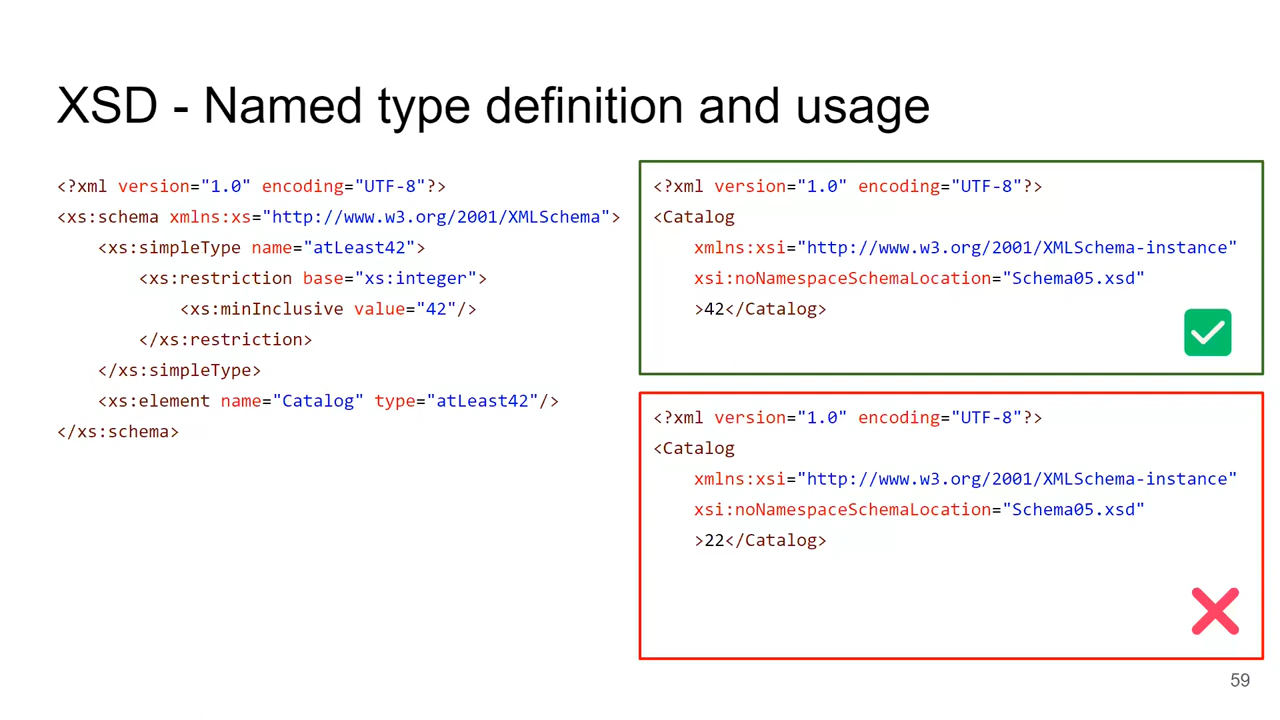 XSD - Named type definition and usage
<?xml version="1.0" encoding="UTF-8"?>
<xs:schema xmlns:xs="http://www.w3.org/2001/XMLSchema">
<xs:simpleType name="atLeast42">
<xs:restriction base="xs:integer">
<xs:minInclusive value="42"/>
</xs:restriction>
</xs:simpleType>
<xs:element name="Catalog" type="atLeast42"/>
</xs:schema>
<?xml version="1.0" encoding="UTF-8"?>
<Catalog
xmlns:xsi="http://www.w3.org/2001/XMLSchema-instance"
xsi:noNamespaceSchemaLocation="Schema05.xsd"
>42</Catalog>
<?xml version="1.0" encoding="UTF-8"?>
<Catalog
xmlns:xsi="http://www.w3.org/2001/XMLSchema-instance"
xsi:noNamespaceSchemaLocation="Schema05.xsd"
>22</Catalog>
59